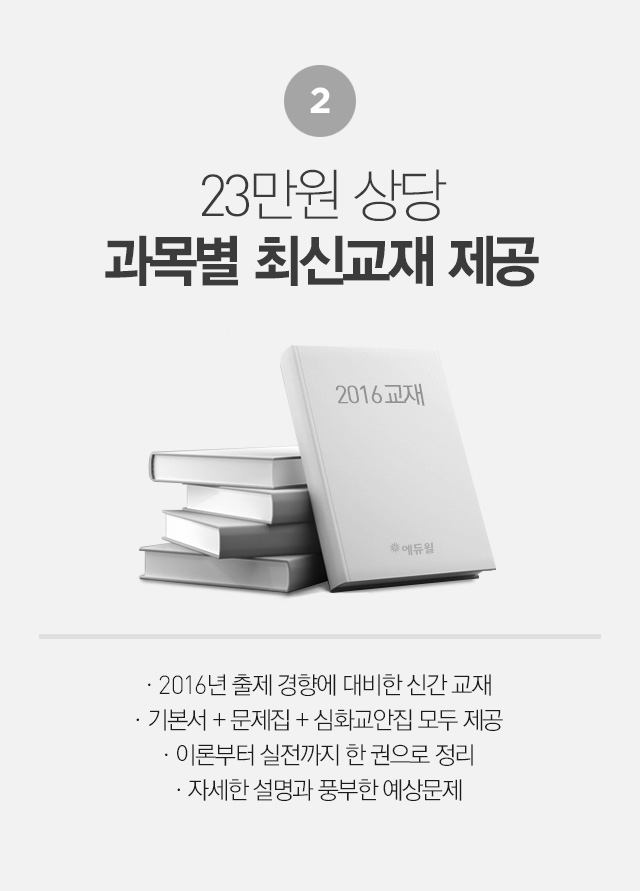 2
23만원 상당
과목별 최신교재 제공
2016 교재
에듀윌
· 2016년 출제 경향에 대비한 신간 교재
· 기본서 + 문제집 + 심화교안집 모두 제공
· 이론부터 실전까지 한 권으로 정리
· 자세한 설명과 풍부한 예상문제